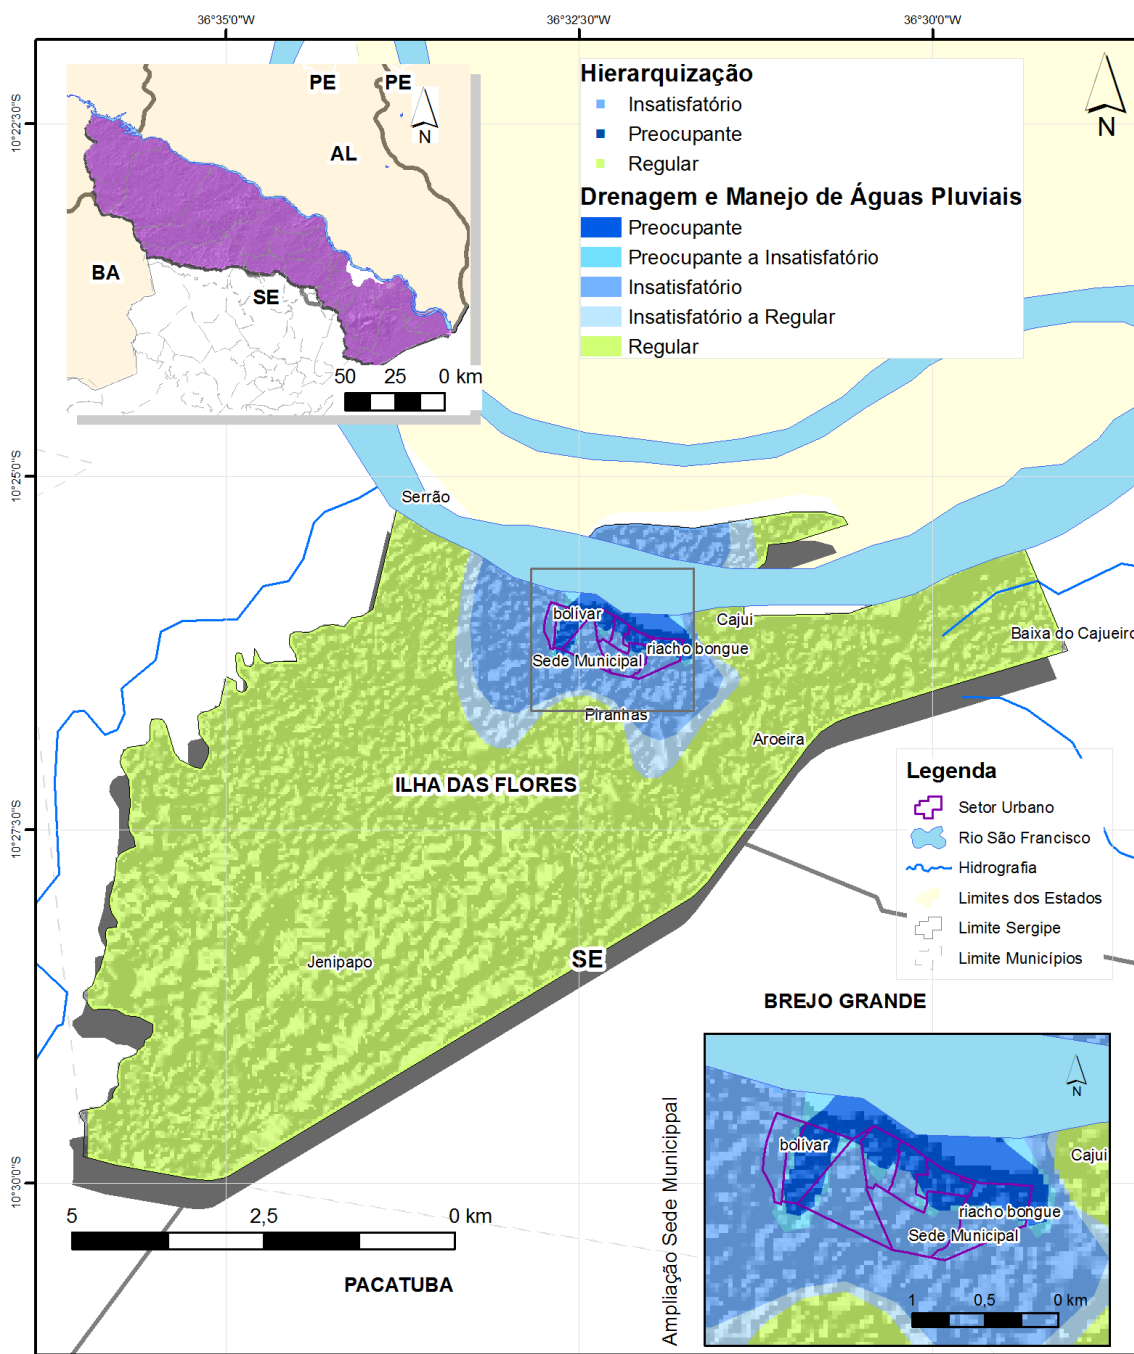 36°35'0"W
36°32'30"W
36°30'0"W
10°22'30"S
10°25'0"S
10°27'30"S
10°30'0"S
PE
PE
N
AL
BA
SE
50 25 0 km
Hierarquização
Insatisfatório
Preocupante
Regular
Drenagem e Manejo de Águas Pluviais
Preocupante
Preocupante a Insatisfatório
Insatisfatório
Insatisfatório a Regular
Regular
N
Serrão
bolívar
Cajui
riacho bongue
Sede Municipal
Baixa do Cajueiro
Piranhas
Aroeira
ILHA DAS FLORES
Jenipapo
SE
Legenda
Setor Urbano
Rio São Francisco
Hidrografia
Limites dos Estados
Limite Sergipe
Limite Municípios
BREJO GRANDE
5 2,5 0 km
PACATUBA
Ampliação Sede Municippal
N
bolívar
Cajui
riacho bongue
Sede Municipal
1 0,5 0 km